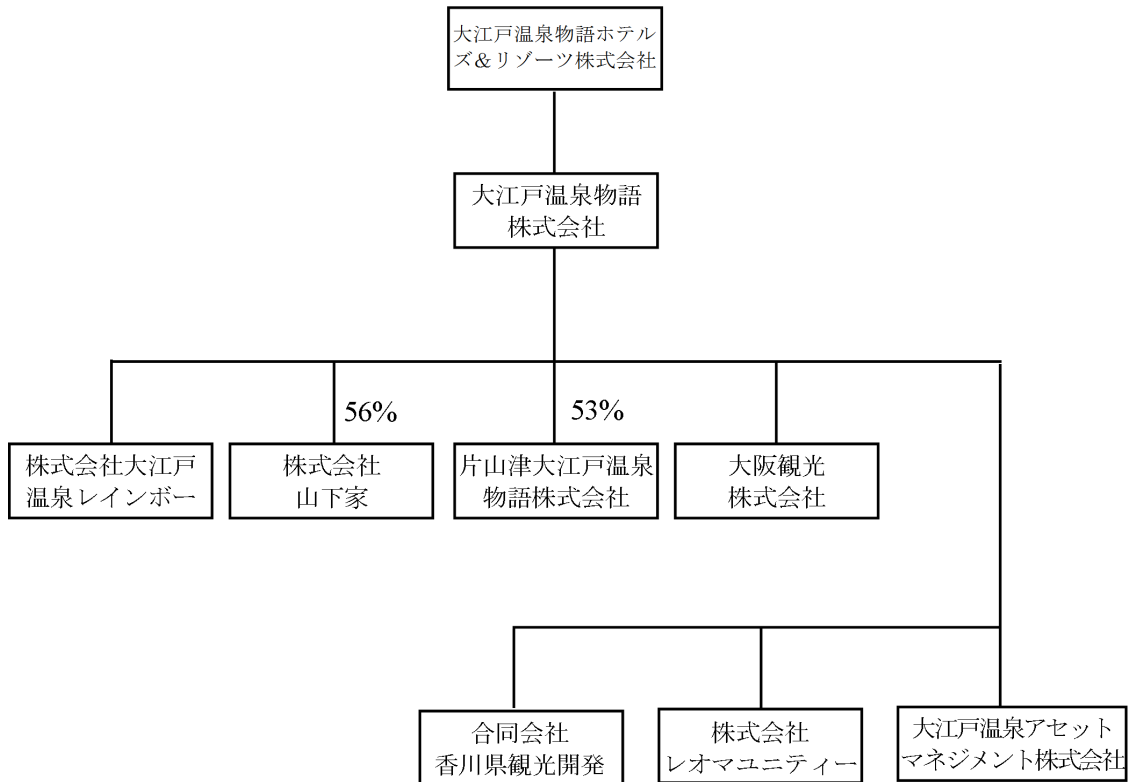 大江戸温泉物語ホテル
ズ&リゾーツ株式会社
大江戸温泉物語
株式会社
56%
53%
株式会社大江戸
温泉レインボー
株式会社
山下家
片山津大江戸温泉
物語株式会社
大阪観光
株式会社
合同会社
香川県観光開発
株式会社
レオマユニティー
大江戸温泉アセット
マネジメント株式会社